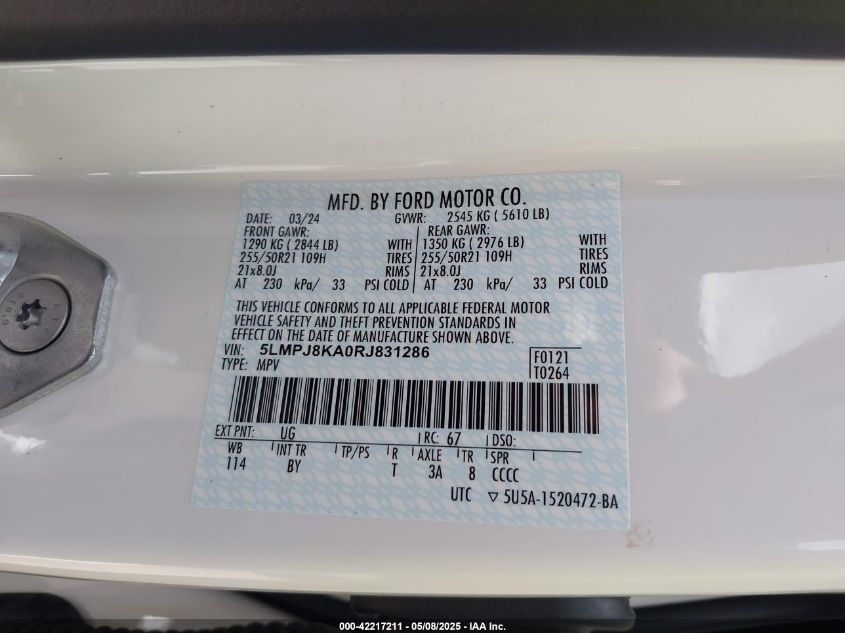 MFD. BY FORD MOTOR CO.
DATE: 03/24 GVWR: 2545 KG ( 5610 LB)
FRONT GAWR: REAR GAWR:
1290 KG ( 2844 LB) WITH 1350 KG ( 2976 LB) WITH
255/50R21 109H TIRES 255/50R21 109H TIRES
21x8.0J RIMS 21x8.0J RIMS
AT 230 kPa/ 33 PSI COLD AT 230 kPa/ 33 PSI COLD
THIS VEHICLE CONFORMS TO ALL APPLICABLE FEDERAL MOTOR
VEHICLE SAFETY AND THEFT PREVENTION STANDARDS IN
EFFECT ON THE DATE OF MANUFACTURE SHOWN ABOVE.
VIN: 5LMPJ8KA0RJ831286 F0121
TYPE: MPV T0264
EXT PNT: UG RC: 67 DSO:
WB INT TR TP/PS R AXLE TR SPR
114 BY T 3A 8 CCCC
UTC ▽ 5U5A-1520472-BA
000-42217211 - 05/08/2025 - IAA Inc.